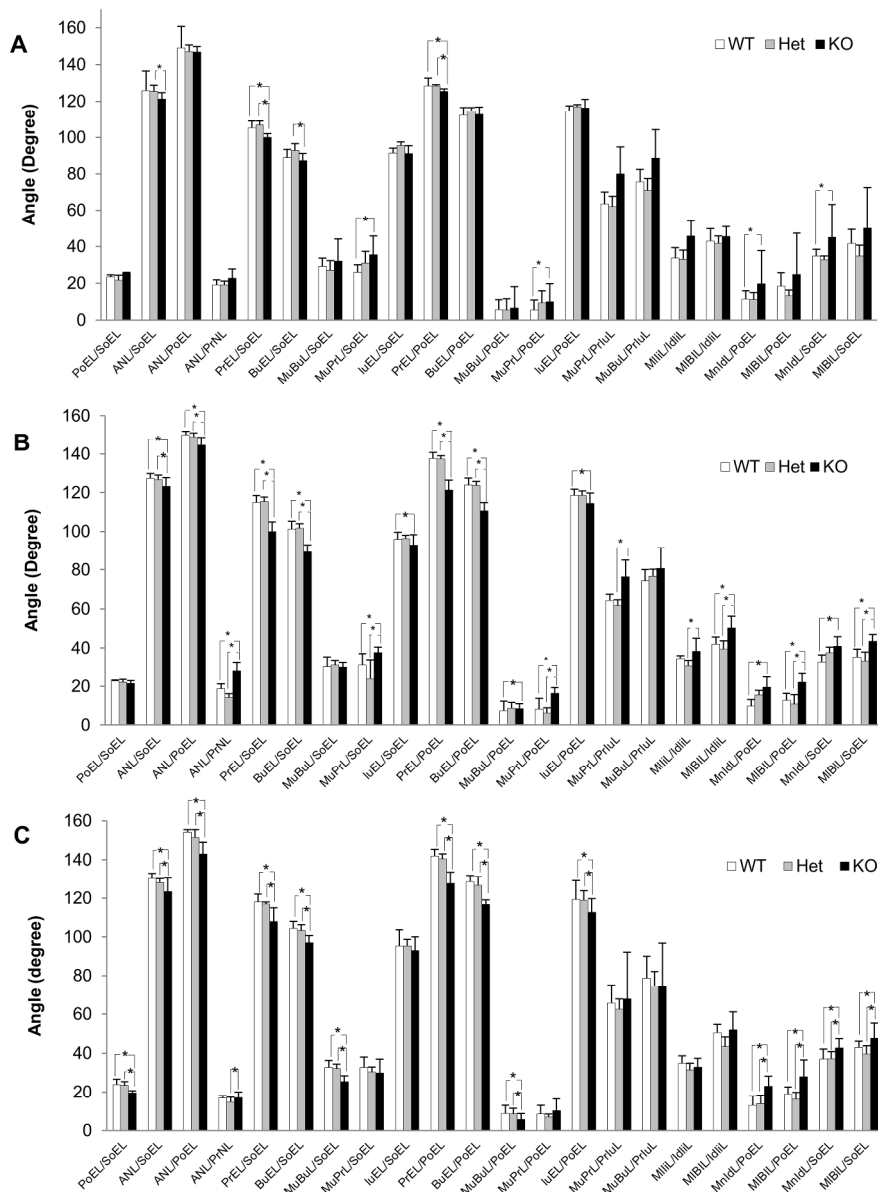 A
Angle (Degree)
160
140
120
100
80
60
40
20
0
WT Het KO
* * * * * * * * * * *
PoEL/SoEL
ANL/SoEL
ANL/PoEL
ANL/PrNL
PrEL/SoEL
BuEL/SoEL
MuBuL/SoEL
MuPrL/SoEL
IuEL/SoEL
PrEL/PoEL
BuEL/PoEL
MuBuL/PoEL
MuPrL/PoEL
IuEL/PoEL
MuPrL/PrIuL
MuBuL/PrIuL
MIiL/IdiiL
MIBIL/IdiiL
MnIdL/PoEL
MIBIL/PoEL
MnIdL/SoEL
MIBIL/SoEL
B
Angle (Degree)
160
140
120
100
80
60
40
20
0
WT Het KO
PoEL/SoEL
ANL/SoEL
ANL/PoEL
ANL/PrNL
PrEL/SoEL
BuEL/SoEL
MuBuL/SoEL
MuPrL/SoEL
IuEL/SoEL
PrEL/PoEL
BuEL/PoEL
MuBuL/PoEL
MuPrL/PoEL
IuEL/PoEL
MuPrL/PrIuL
MuBuL/PrIuL
MIiL/IdiiL
MIBIL/IdiiL
MnIdL/PoEL
MIBIL/PoEL
MnIdL/SoEL
MIBIL/SoEL
C
Angle (degree)
160
140
120
100
80
60
40
20
0
WT Het KO
PoEL/SoEL
ANL/SoEL
ANL/PoEL
ANL/PrNL
PrEL/SoEL
BuEL/SoEL
MuBuL/SoEL
MuPrL/SoEL
IuEL/SoEL
PrEL/PoEL
BuEL/PoEL
MuBuL/PoEL
MuPrL/PoEL
IuEL/PoEL
MuPrL/PrIuL
MuBuL/PrIuL
MIiL/IdiiL
MIBIL/IdiiL
MnIdL/PoEL
MIBIL/PoEL
MnIdL/SoEL
MIBIL/SoEL